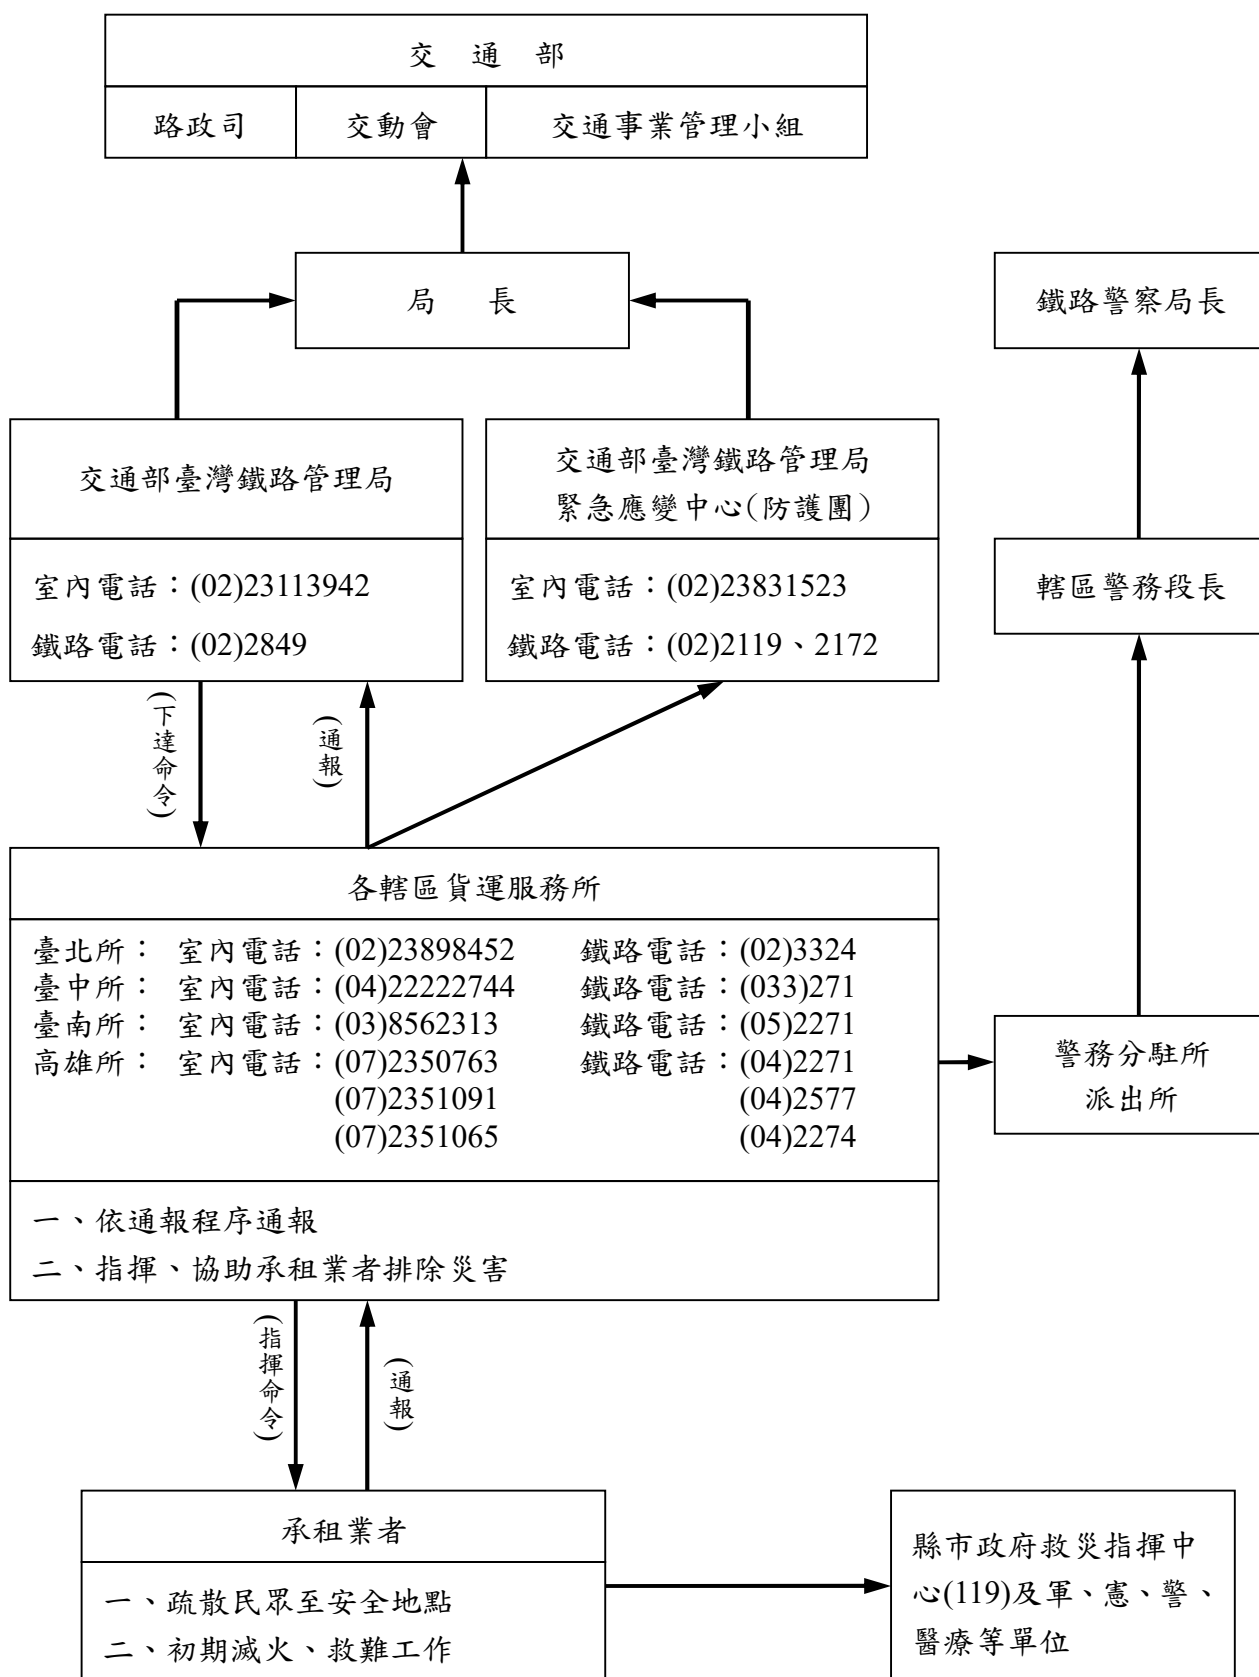 交通部
路政司 交動會 交通事業管理小組
局長
鐵路警察局長
交通部臺灣鐵路管理局
室內電話：(02)23113942
鐵路電話：(02)2849
交通部臺灣鐵路管理局
緊急應變中心(防護團)
室內電話：(02)23831523
鐵路電話：(02)2119、2172
轄區警務段長
(下達命令)
(通報)
各轄區貨運服務所
臺北所： 室內電話：(02)23898452 鐵路電話：(02)3324
臺中所： 室內電話：(04)22222744 鐵路電話：(033)271
臺南所： 室內電話：(03)8562313 鐵路電話：(05)2271
高雄所： 室內電話：(07)2350763 鐵路電話：(04)2271
(07)2351091 (04)2577
(07)2351065 (04)2274
一、依通報程序通報
二、指揮、協助承租業者排除災害
警務分駐所
派出所
(指揮命令)
(通報)
承租業者
一、疏散民眾至安全地點
二、初期滅火、救難工作
縣市政府救災指揮中
心(119)及軍、憲、警、
醫療等單位